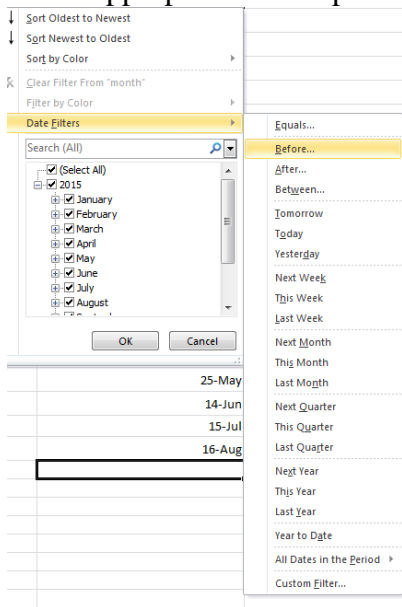 Sort Oldest to Newest
Sort Newest to Oldest
Sort by Color
Clear Filter From "month"
Filter by Color
Date Filters
Search (All)
(Select All)
2015
January
February
March
April
May
June
July
August
OK
Cancel
25-May
14-Jun
15-Jul
16-Aug
Equals...
Before...
After...
Between...
Tomorrow
Today
Yesterday
Next Week
This Week
Last Week
Next Month
This Month
Last Month
Next Quarter
This Quarter
Last Quarter
Next Year
This Year
Last Year
Year to Date
All Dates in the Period
Custom Filter...